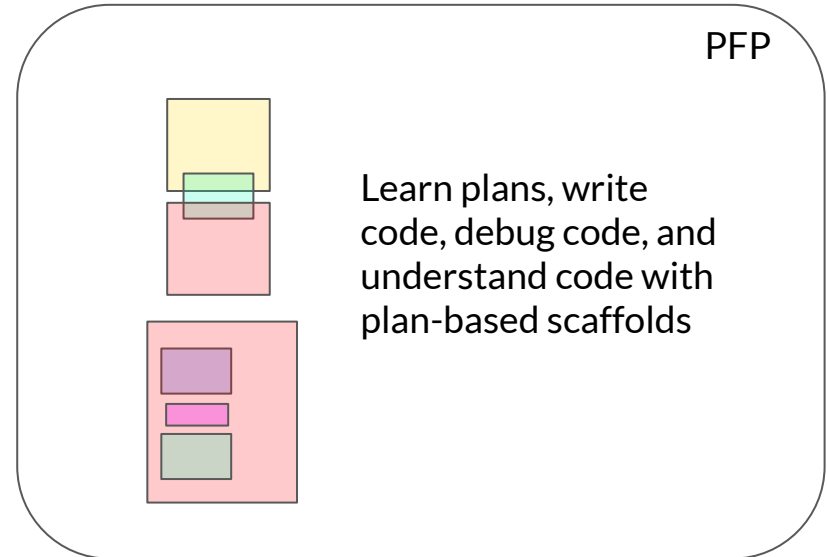 PFP
Learn plans, write
code, debug code, and
understand code with
plan-based scaffolds